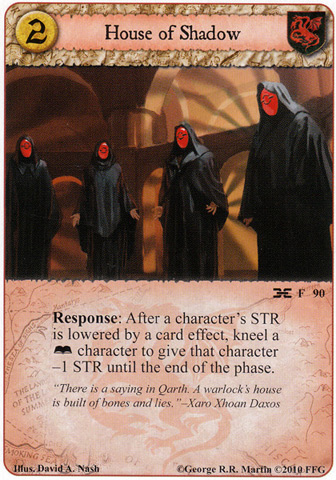 2
House of Shadow
F 90
Response: After a character's STR
is lowered by a card effect, kneel a
character to give that character
–1 STR until the end of the phase.
"There is a saying in Qarth. A warlock's house
is built of bones and lies."–Xaro Xhoan Daxos
Illus. David A. Nash
©George R.R. Martin ©2010 FFG